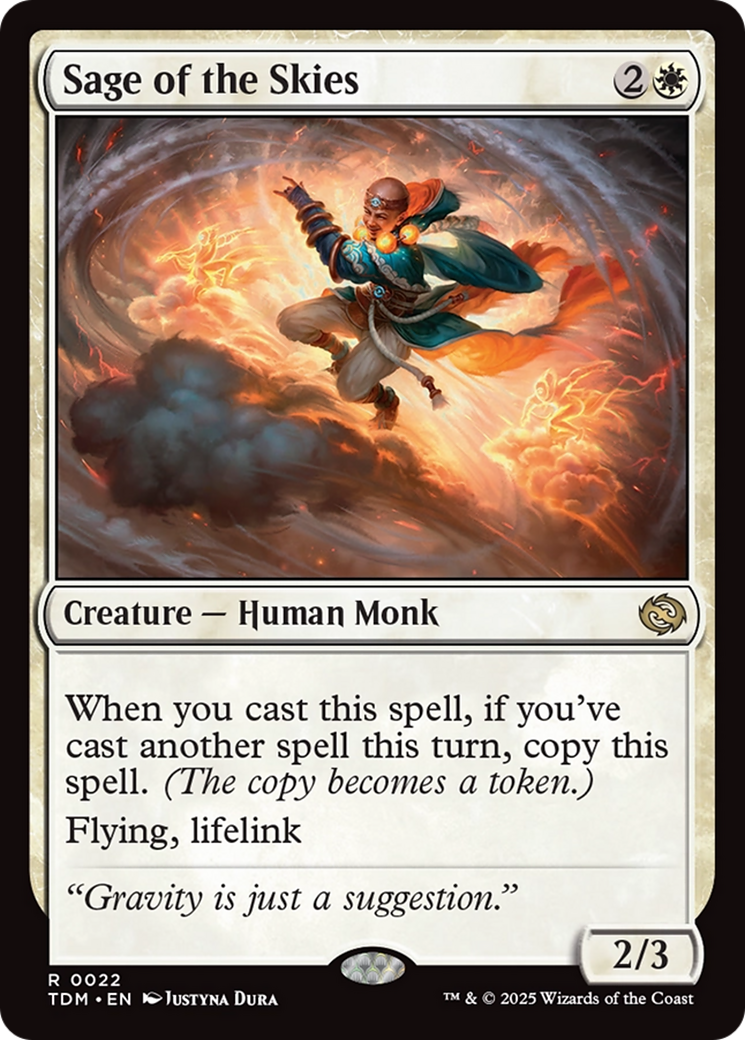 Sage of the Skies 2
Creature — Human Monk
When you cast this spell, if you've
cast another spell this turn, copy this
spell. (The copy becomes a token.)
Flying, lifelink
“Gravity is just a suggestion.”
2/3
R 0022
TDM • EN Justyna Dura
™ & © 2025 Wizards of the Coast